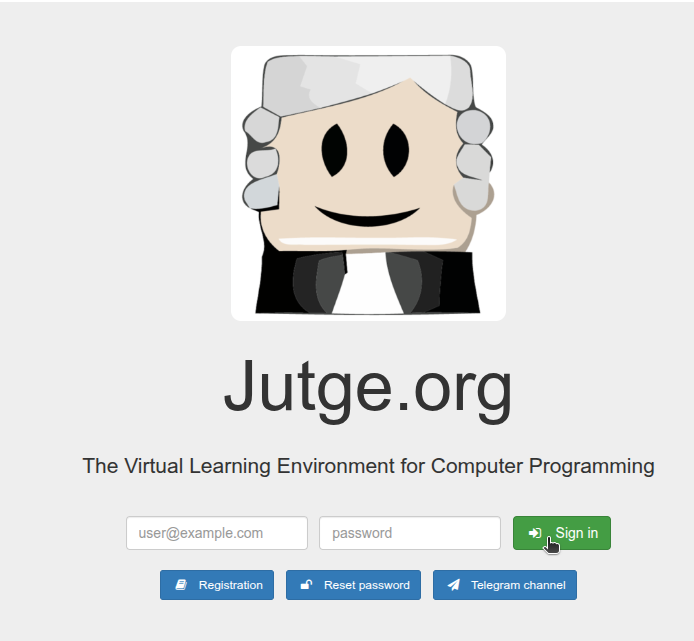 Jutge.org
The Virtual Learning Environment for Computer Programming
user@example.com password Sign in
Registration Reset password Telegram channel